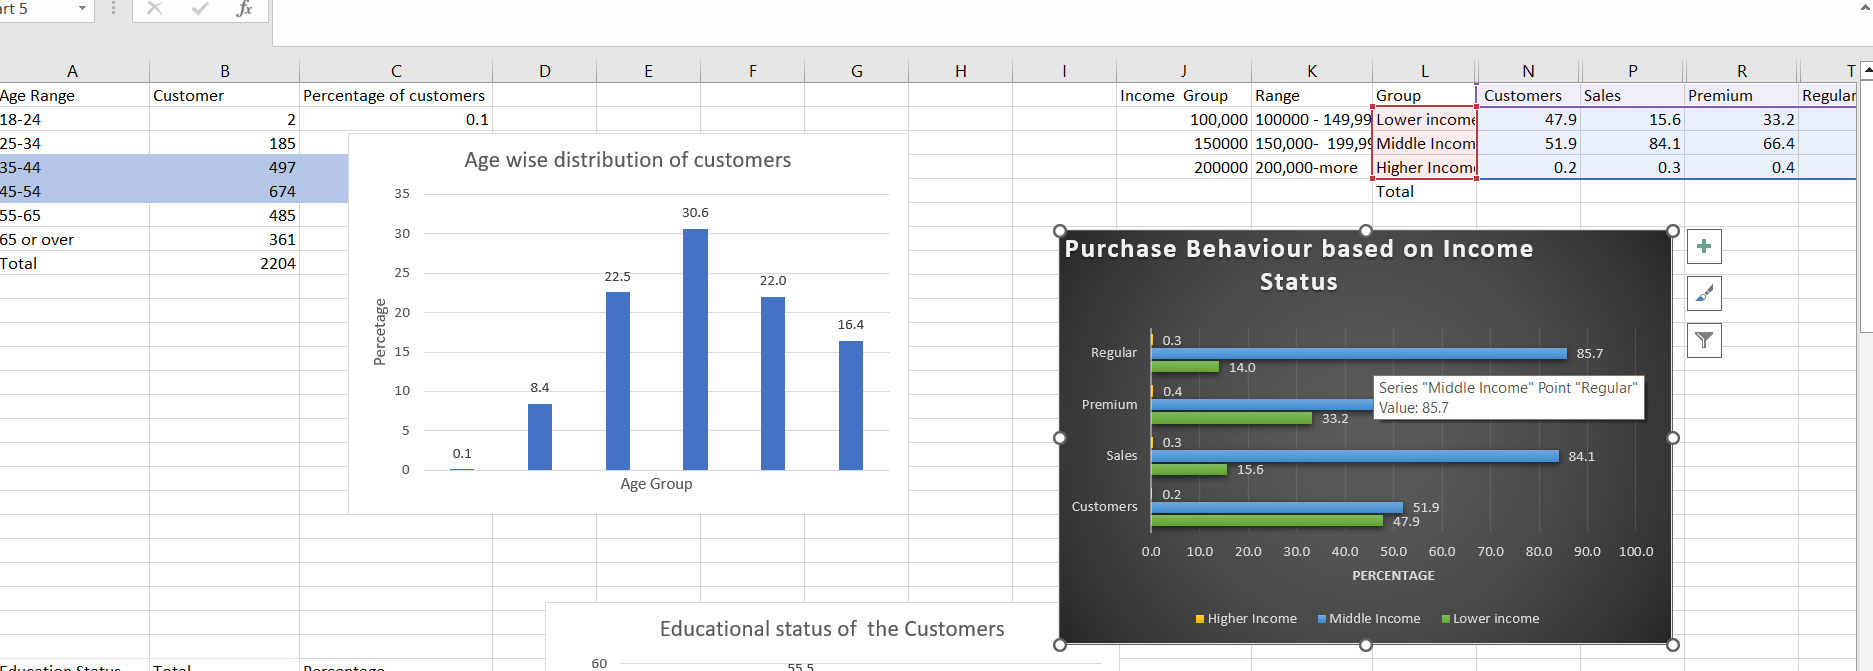 art 5
fx
A B C D E F G H I J K L N P R T
Age Range Customer Percentage of customers Income Group Range Group Customers Sales Premium Regular
18-24 2 0.1 100,000 100000 - 149,99 Lower income 47.9 15.6 33.2
25-34 185 150000 150,000- 199,99 Middle Incom 51.9 84.1 66.4
35-44 497 200000 200,000-more Higher Incom 0.2 0.3 0.4
45-54 674 Total
55-65 485
65 or over 361
Total 2204
Age wise distribution of customers
35
30
25
20
15
10
5
0
Percetage
0.1
8.4
22.5
30.6
22.0
16.4
Age Group
Purchase Behaviour based on Income
Status
Regular 0.3
85.7
14.0
Premium 0.4
33.2
Sales 0.3
84.1
15.6
Customers 0.2
51.9
47.9
0.0 10.0 20.0 30.0 40.0 50.0 60.0 70.0 80.0 90.0 100.0
PERCENTAGE
Higher Income Middle Income Lower income
Series "Middle Income" Point "Regular"
Value: 85.7
Educational status of the Customers
60
55.5
Education Status Total Percentage